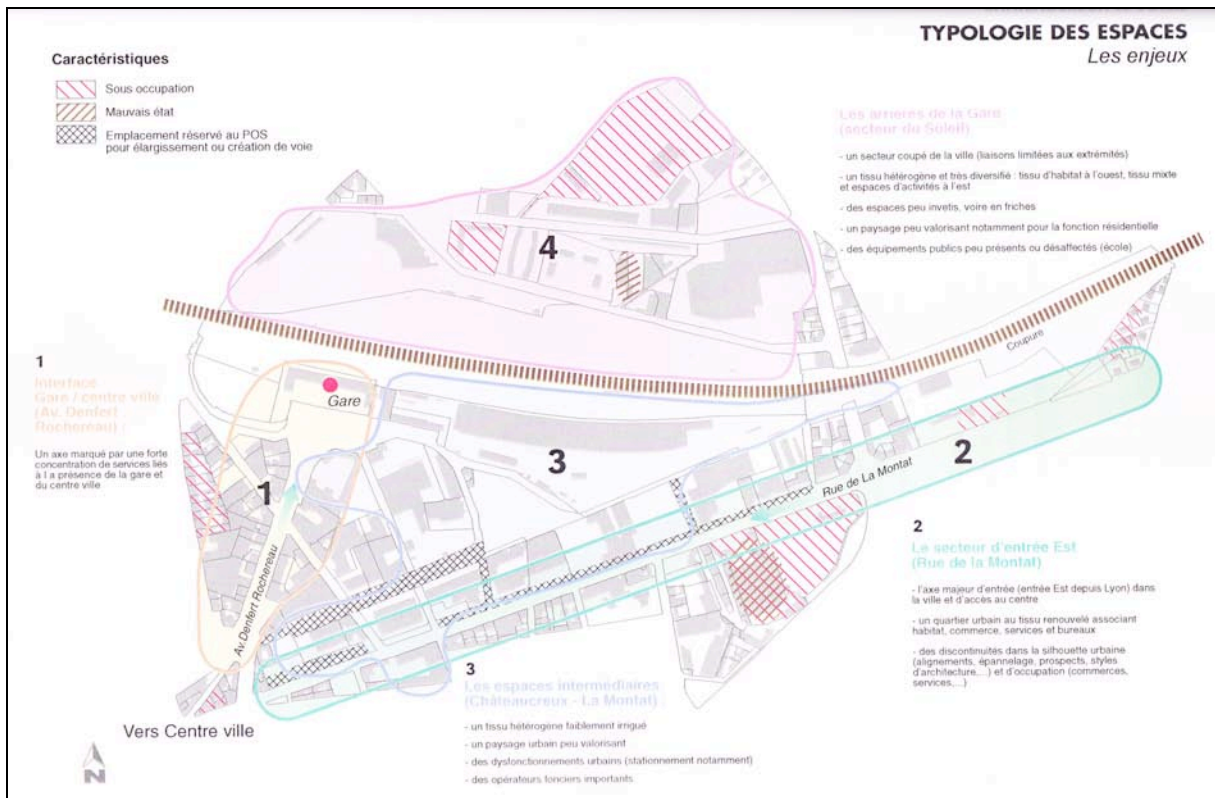 TYPOLOGIE DES ESPACES
Les enjeux
Caractéristiques
Sous occupation
Mauvais état
Emplacement réservé au POS
pour élargissement ou création de voie
Les arrières de la Gare
(secteur du Soleil)
- un secteur coupé de la ville (liaisons limitées aux extrémités)
- un tissu hétérogène et très diversifié : tissu d'habitat à l'ouest, tissu mixte
et espaces d'activités à l'est
- des espaces peu invetis, voire en friches
- un paysage peu valorisant notamment pour la fonction résidentielle
- des équipements publics peu présents ou désaffectés (école)
4
Coupure
1
Interface
Gare / centre ville
(Av. Denfert
Rochereau) :
Un axe marqué par une forte
concentration de services liés
à l a présence de la gare et
du centre ville
Gare
3
2
1
Rue de La Montat
Av.Denfert Rochereau
2
Le secteur d'entrée Est
(Rue de la Montat)
- l'axe majeur d'entrée (entrée Est depuis Lyon) dans
la ville et d'accès au centre
- un quartier urbain au tissu renouvelé associant
habitat, commerce, services et bureaux
- des discontinuités dans la silhouette urbaine
(alignements, épannelage, prospects, styles
d'architecture,...) et d'occupation (commerces,
services,...)
3
Les espaces intermédiaires
(Châteaucreux - La Montat) :
- un tissu hétérogène faiblement irrigué
- un paysage urbain peu valorisant
- des dysfonctionnements urbains (stationnement notamment)
- des opérateurs fonciers importants
Vers Centre ville
N